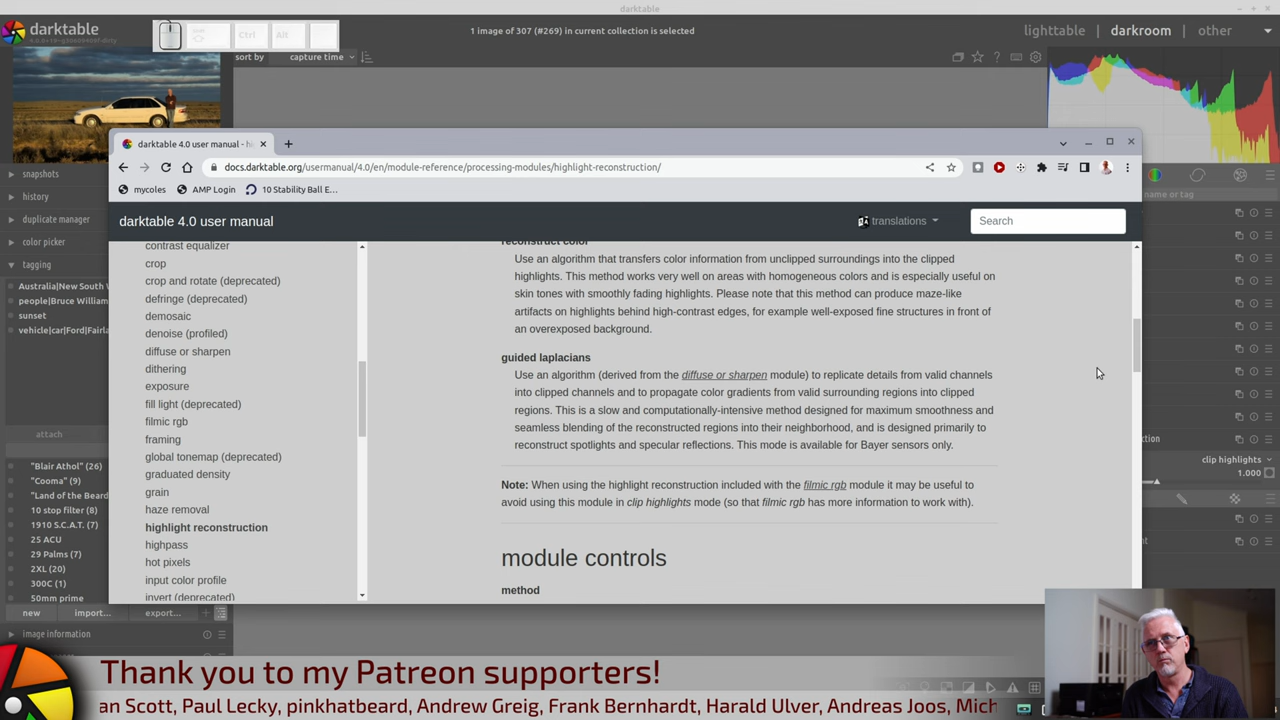 darktable
darktable
4.0.0
Ctrl
Alt
1 image of 307 (#269) in current collection is selected
lighttable
darkroom
other
sort by
capture time
snapshots
history
duplicate manager
color picker
tagging
Australia|New South
people|Bruce William
sunset
vehicle|car|Ford|Fairla
attach
"Blair Athol" (26)
"Cooma" (9)
"Land of the Beard
10 stop filter (8)
1910 S.C.A.T. (7)
25 ACU
29 Palms (7)
2XL (20)
300C (1)
50mm prime
new
import...
export...
image information
darktable 4.0 user manual - h
docs.darktable.org/usermanual/4.0/en/module-reference/processing-modules/highlight-reconstruction/
mycoles
AMP Login
10 Stability Ball E...
darktable 4.0 user manual
translations
Search
contrast equalizer
crop
crop and rotate (deprecated)
defringe (deprecated)
demosaic
denoise (profiled)
diffuse or sharpen
dithering
exposure
fill light (deprecated)
filmic rgb
framing
global tonemap (deprecated)
graduated density
grain
haze removal
highlight reconstruction
highpass
hot pixels
input color profile
invert (deprecated)
reconstruct color
Use an algorithm that transfers color information from unclipped surroundings into the clipped
highlights. This method works very well on areas with homogeneous colors and is especially useful on
skin tones with smoothly fading highlights. Please note that this method can produce maze-like
artifacts on highlights behind high-contrast edges, for example well-exposed fine structures in front of
an overexposed background.
guided laplacians
Use an algorithm (derived from the diffuse or sharpen module) to replicate details from valid channels
into clipped channels and to propagate color gradients from valid surrounding regions into clipped
regions. This is a slow and computationally-intensive method designed for maximum smoothness and
seamless blending of the reconstructed regions into their neighborhood, and is designed primarily to
reconstruct spotlights and specular reflections. This mode is available for Bayer sensors only.
Note: When using the highlight reconstruction included with the filmic rgb module it may be useful to
avoid using this module in clip highlights mode (so that filmic rgb has more information to work with).
module controls
method
name or tag
ction
clip highlights
1.000
nt
Thank you to my Patreon supporters!
an Scott, Paul Lecky, pinkhatbeard, Andrew Greig, Frank Bernhardt, Harald Ulver, Andreas Joos, Mich